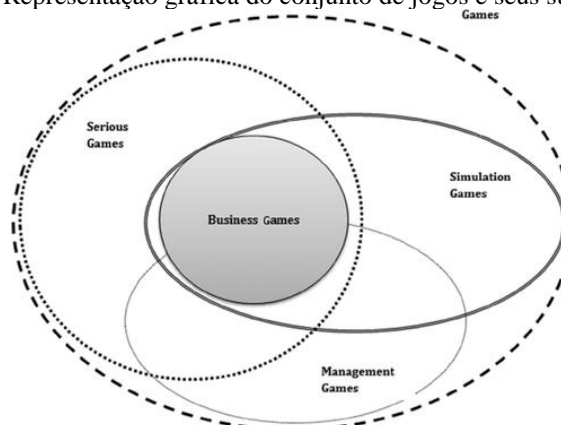 Representação gráfica do conjunto de jogos e seus
Games
Serious
Games
Simulation
Games
Business Games
Management
Games